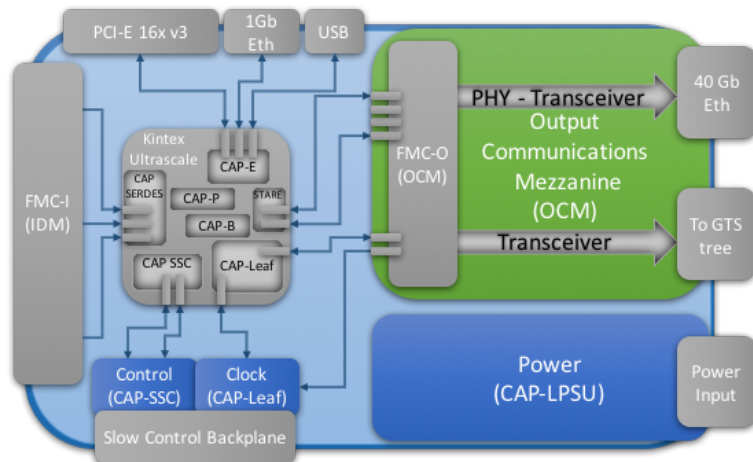 PCI-E 16x v3
1Gb
Eth
USB
FMC-I
(IDM)
Kintex
Ultrascale
CAP-E
CAP
SERDES
CAP-P
STARE
CAP-B
CAP SSC
CAP-Leaf
FMC-O
(OCM)
PHY - Transceiver
Output
Communications
Mezzanine
(OCM)
Transceiver
40 Gb
Eth
To GTS
tree
Control
(CAP-SSC)
Clock
(CAP-Leaf)
Slow Control Backplane
Power
(CAP-LPSU)
Power
Input